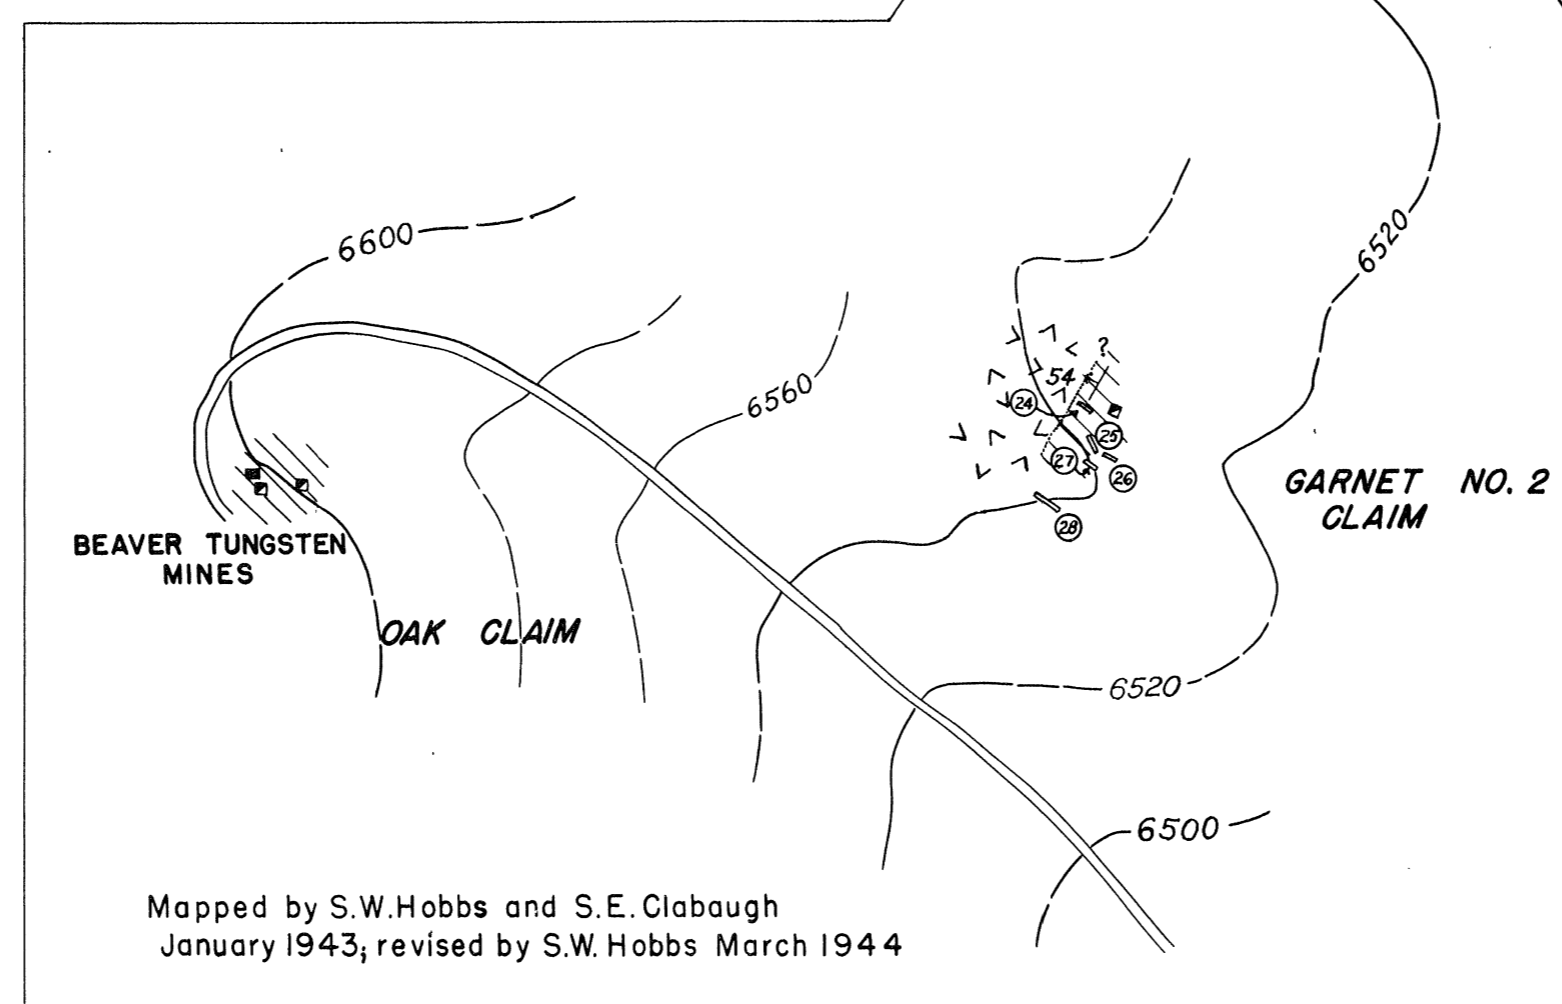 6600
6520
6560
?
54
24
25
27
26
28
GARNET NO. 2
CLAIM
BEAVER TUNGSTEN
MINES
OAK CLAIM
6520
6500
Mapped by S.W. Hobbs and S.E. Clabaugh
January 1943; revised by S.W. Hobbs March 1944